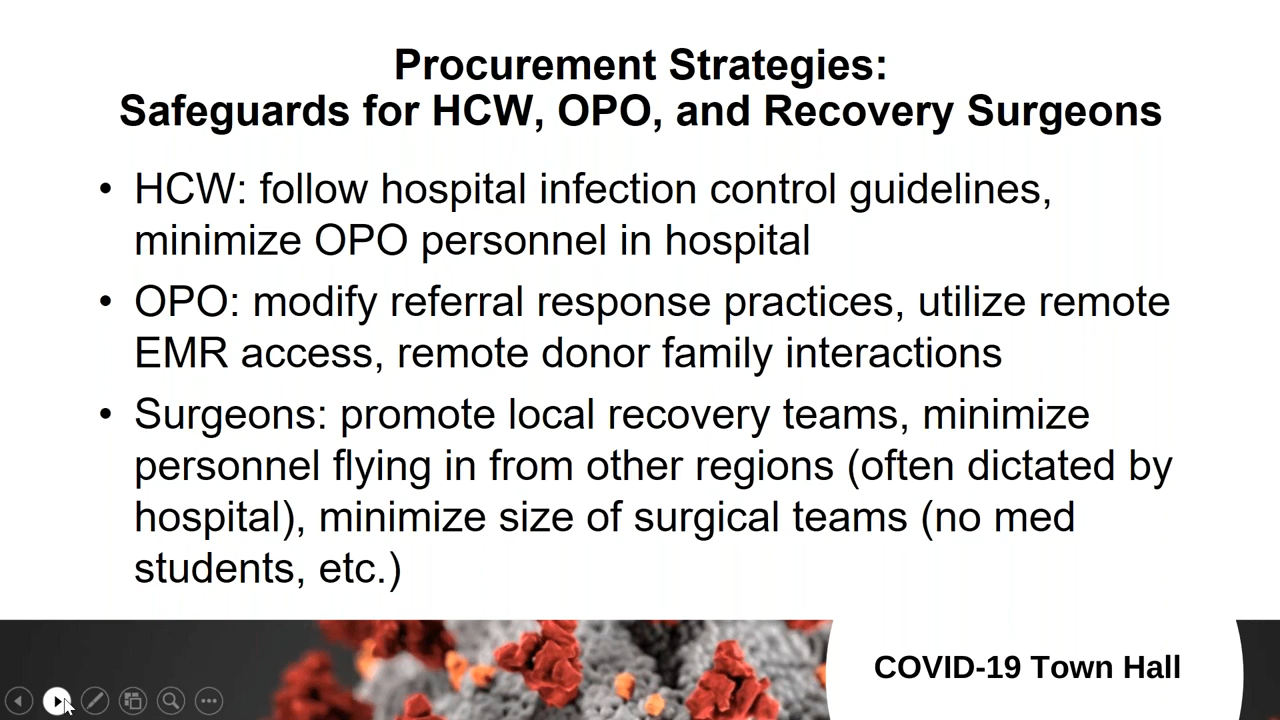 Procurement Strategies:
Safeguards for HCW, OPO, and Recovery Surgeons
• HCW: follow hospital infection control guidelines,
minimize OPO personnel in hospital
• OPO: modify referral response practices, utilize remote
EMR access, remote donor family interactions
• Surgeons: promote local recovery teams, minimize
personnel flying in from other regions (often dictated by
hospital), minimize size of surgical teams (no med
students, etc.)
COVID-19 Town Hall